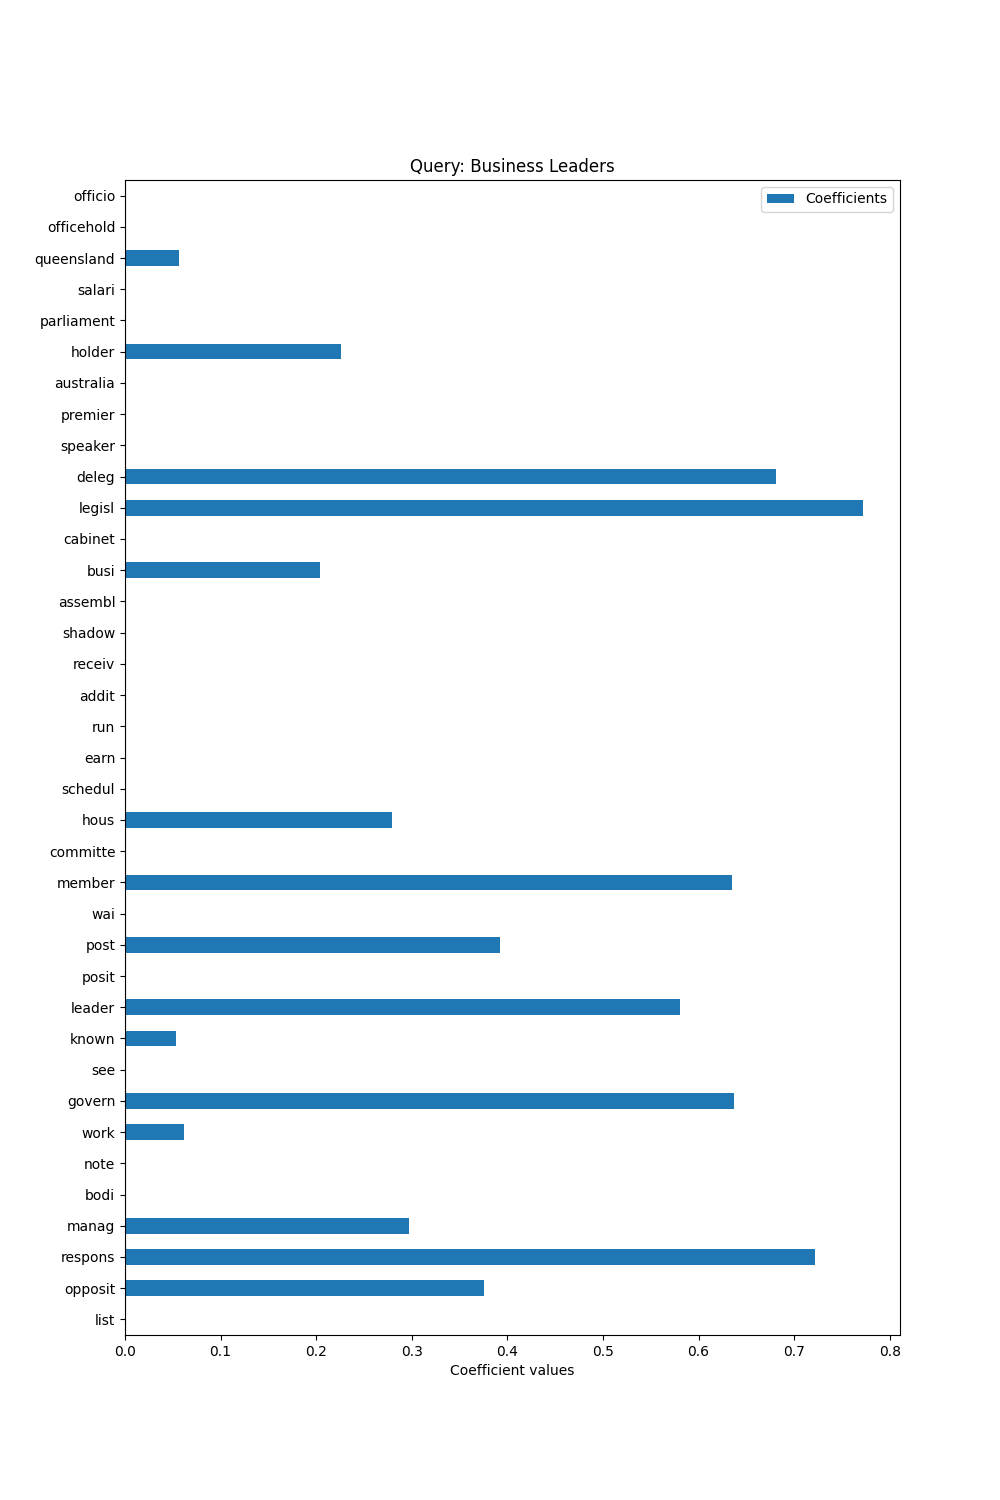 Query: Business Leaders
Coefficients
officio
officehold
queensland
salari
parliament
holder
australia
premier
speaker
deleg
legisl
cabinet
busi
assembl
shadow
receiv
addit
run
earn
schedul
hous
committe
member
wai
post
posit
leader
known
see
govern
work
note
bodi
manag
respons
opposit
list
0.0 0.1 0.2 0.3 0.4 0.5 0.6 0.7 0.8
Coefficient values